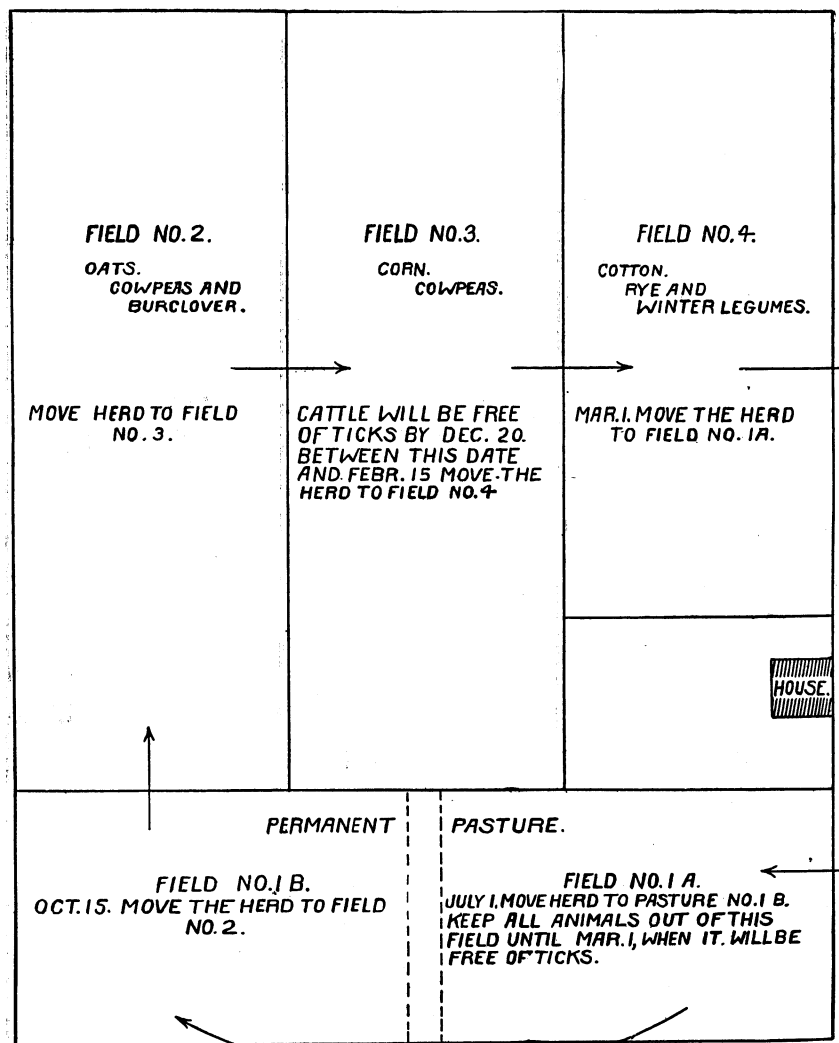 FIELD NO. 2.
OATS.
COWPEAS AND
BURCLOVER.
MOVE HERD TO FIELD
NO. 3.
FIELD NO.3.
CORN.
COWPEAS.
CATTLE WILL BE FREE
OF TICKS BY DEC. 20.
BETWEEN THIS DATE
AND FEBR. 15 MOVE THE
HERD TO FIELD NO.4
FIELD NO.4.
COTTON.
RYE AND
WINTER LEGUMES.
MAR.1. MOVE THE HERD
TO FIELD NO. 1A.
HOUSE.
PERMANENT PASTURE.
FIELD NO.1 B.
OCT.15. MOVE THE HERD TO FIELD
NO. 2.
FIELD NO.1 A.
JULY 1, MOVE HERD TO PASTURE NO.1 B.
KEEP ALL ANIMALS OUT OF THIS
FIELD UNTIL MAR.1, WHEN IT WILL BE
FREE OF TICKS.